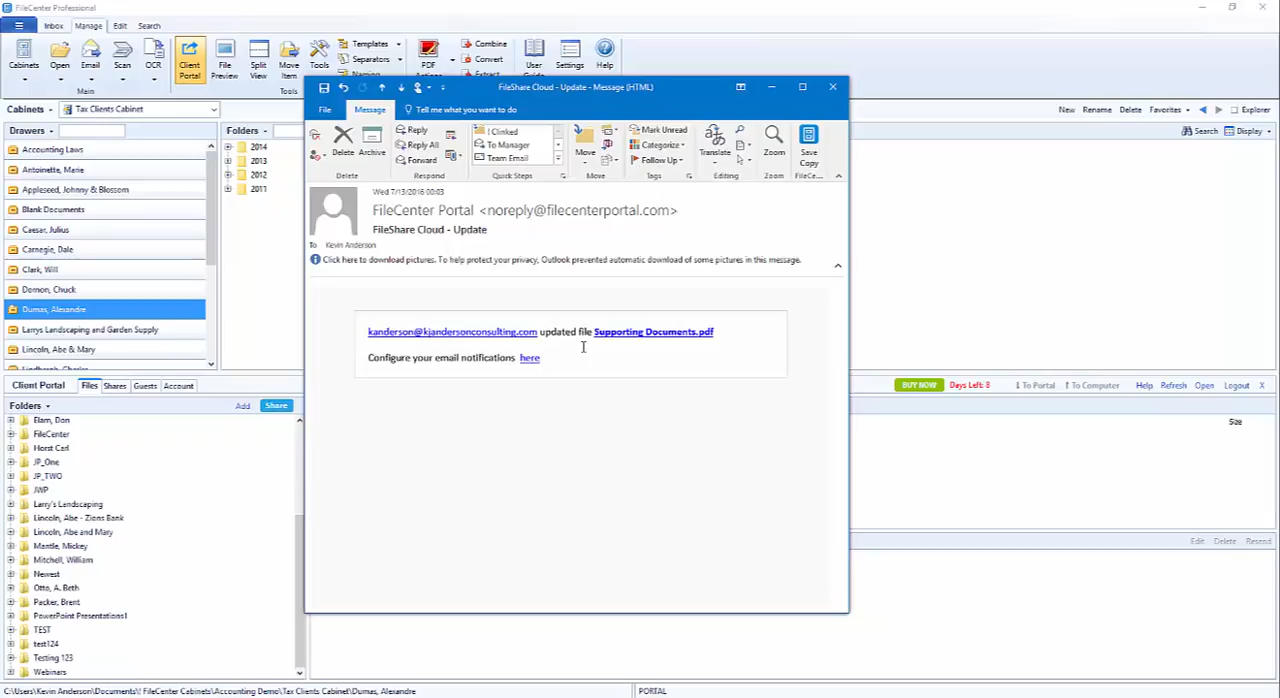 FileCenter Professional
Inbox Manage Edit Search
Cabinets Open Email Scan OCR Client Portal File Preview Split View Move Item Tools
Templates
Separators
Naming
PDF
Combine
Convert
Extract
User Settings Help
Main
Tools
FileShare Cloud - Update - Message (HTML)
File Message Tell me what you want to do
Delete Archive
Reply
Reply All
Forward
! Clinked
To Manager
Team Email
Move
Mark Unread
Categorize
Follow Up
Translate
Zoom
Save Copy
Delete Respond Quick Steps Move Tags Editing Zoom FileCe...
Cabinets Tax Clients Cabinet
New Rename Delete Favorites Explorer
Drawers
Folders
Search Display
Accounting Laws
Antoinette, Marie
Appleseed, Johnny & Blossom
Blank Documents
Caesar, Julius
Carnegie, Dale
Clark, Will
Domon, Chuck
Dumas, Alexandre
Larrys Landscaping and Garden Supply
Lincoln, Abe & Mary
Lindbergh, Charles
2014
2013
2012
2011
Wed 7/13/2016 00:03
FileCenter Portal <noreply@filecenterportal.com>
FileShare Cloud - Update
To Kevin Anderson
Click here to download pictures. To help protect your privacy, Outlook prevented automatic download of some pictures in this message.
kanderson@kjandersonconsulting.com updated file Supporting Documents.pdf
Configure your email notifications here
Client Portal Files Shares Guests Account
BUY NOW Days Left: 8 To Portal To Computer Help Refresh Open Logout X
Folders
Add Share
Size
Elam, Don
FileCenter
Horst Carl
JP_One
JP_TWO
JWP
Larry's Landscaping
Lincoln, Abe - Zions Bank
Lincoln, Abe and Mary
Mantle, Mickey
Mitchell, William
Newest
Otto, A. Beth
Packer, Brent
PowerPoint Presentations1
TEST
test124
Testing 123
Webinars
Edit Delete Resend
C:\Users\Kevin Anderson\Documents\! FileCenter Cabinets\Accounting Demo\Tax Clients Cabinet\Dumas, Alexandre
PORTAL